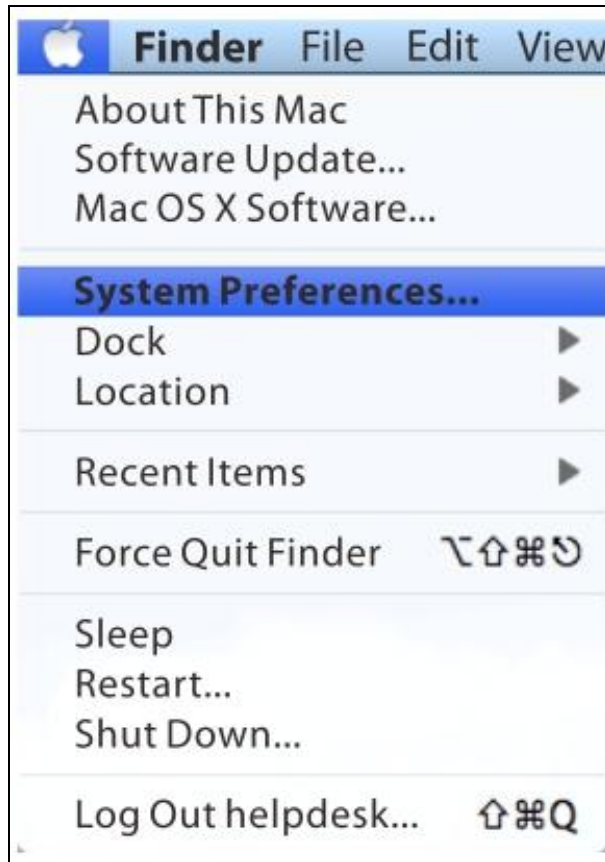 Finder File Edit View
About This Mac
Software Update...
Mac OS X Software...
System Preferences...
Dock
Location
Recent Items
Force Quit Finder ⌥⇧⌘⎋
Sleep
Restart...
Shut Down...
Log Out helpdesk... ⇧⌘Q